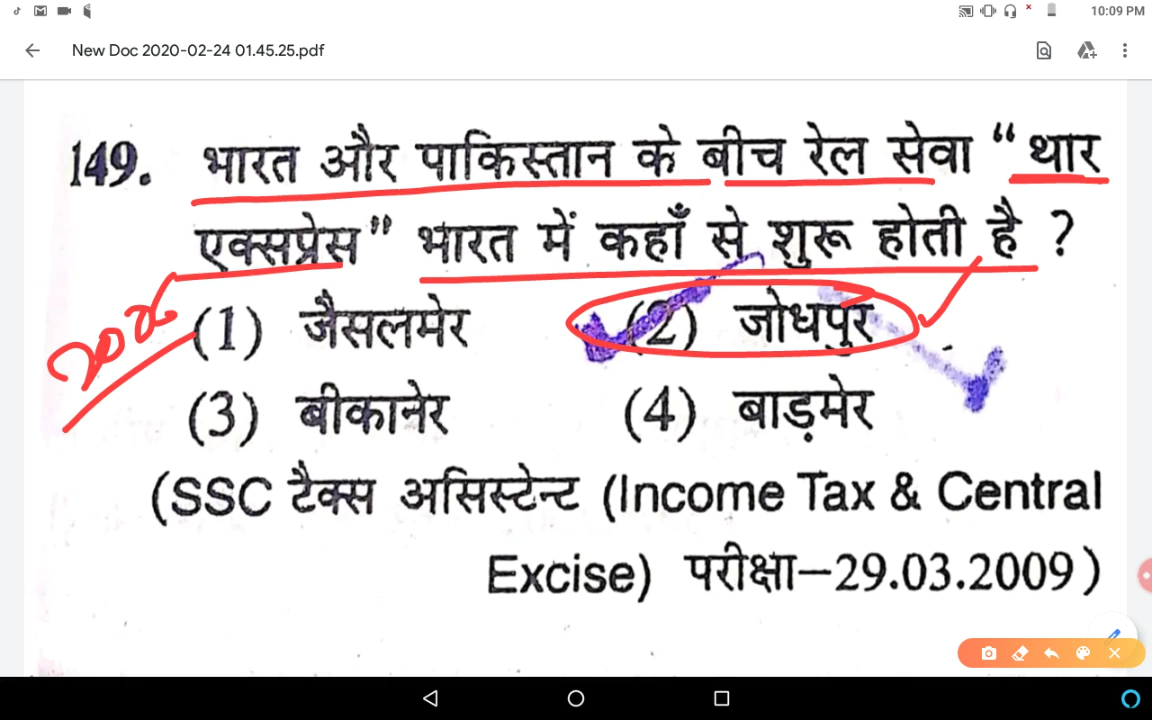 10:09 PM
New Doc 2020-02-24 01.45.25.pdf
149. भारत और पाकिस्तान के बीच रेल सेवा “थार
एक्सप्रेस” भारत में कहाँ से शुरू होती है ?
(1) जैसलमेर (2) जोधपुर
(3) बीकानेर (4) बाड़मेर
(SSC टैक्स असिस्टेन्ट (Income Tax & Central
Excise) परीक्षा–29.03.2009)